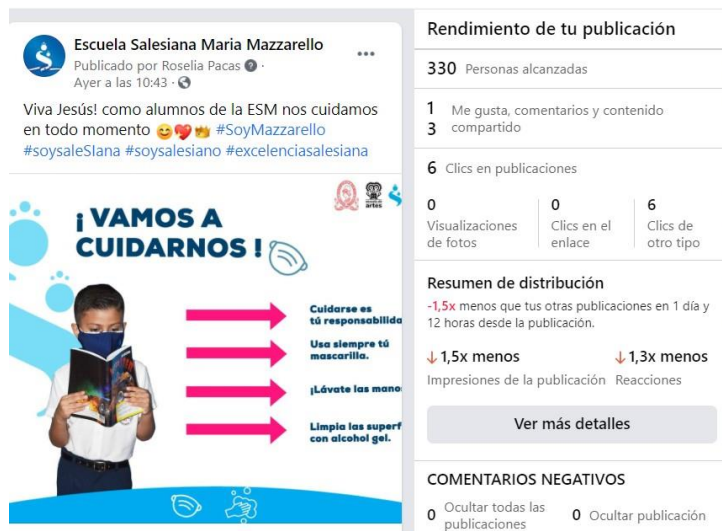 Escuela Salesiana Maria Mazzarello
Publicado por Roselia Pacas
Ayer a las 10:43 ·
Viva Jesús! como alumnos de la ESM nos cuidamos
en todo momento 😊💖👑 #SoyMazzarello
#soysaleSIana #soysalesiano #excelenciasalesiana
artes
¡ VAMOS A
CUIDARNOS !
Cuidarse es
tú responsabilida
Usa siempre tú
mascarilla.
¡Lávate las mano
Limpia las superf
con alcohol gel.
Rendimiento de tu publicación
330 Personas alcanzadas
1
3
Me gusta, comentarios y contenido
compartido
6 Clics en publicaciones
0
Visualizaciones
de fotos
0
Clics en el
enlace
6
Clics de
otro tipo
Resumen de distribución
-1,5x menos que tus otras publicaciones en 1 día y
12 horas desde la publicación.
↓ 1,5x menos
Impresiones de la publicación
↓ 1,3x menos
Reacciones
Ver más detalles
COMENTARIOS NEGATIVOS
0 Ocultar todas las
publicaciones
0 Ocultar publicación